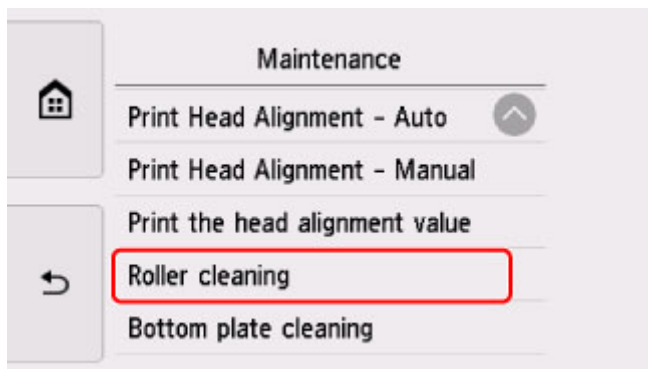 Maintenance
Print Head Alignment - Auto
Print Head Alignment - Manual
Print the head alignment value
Roller cleaning
Bottom plate cleaning